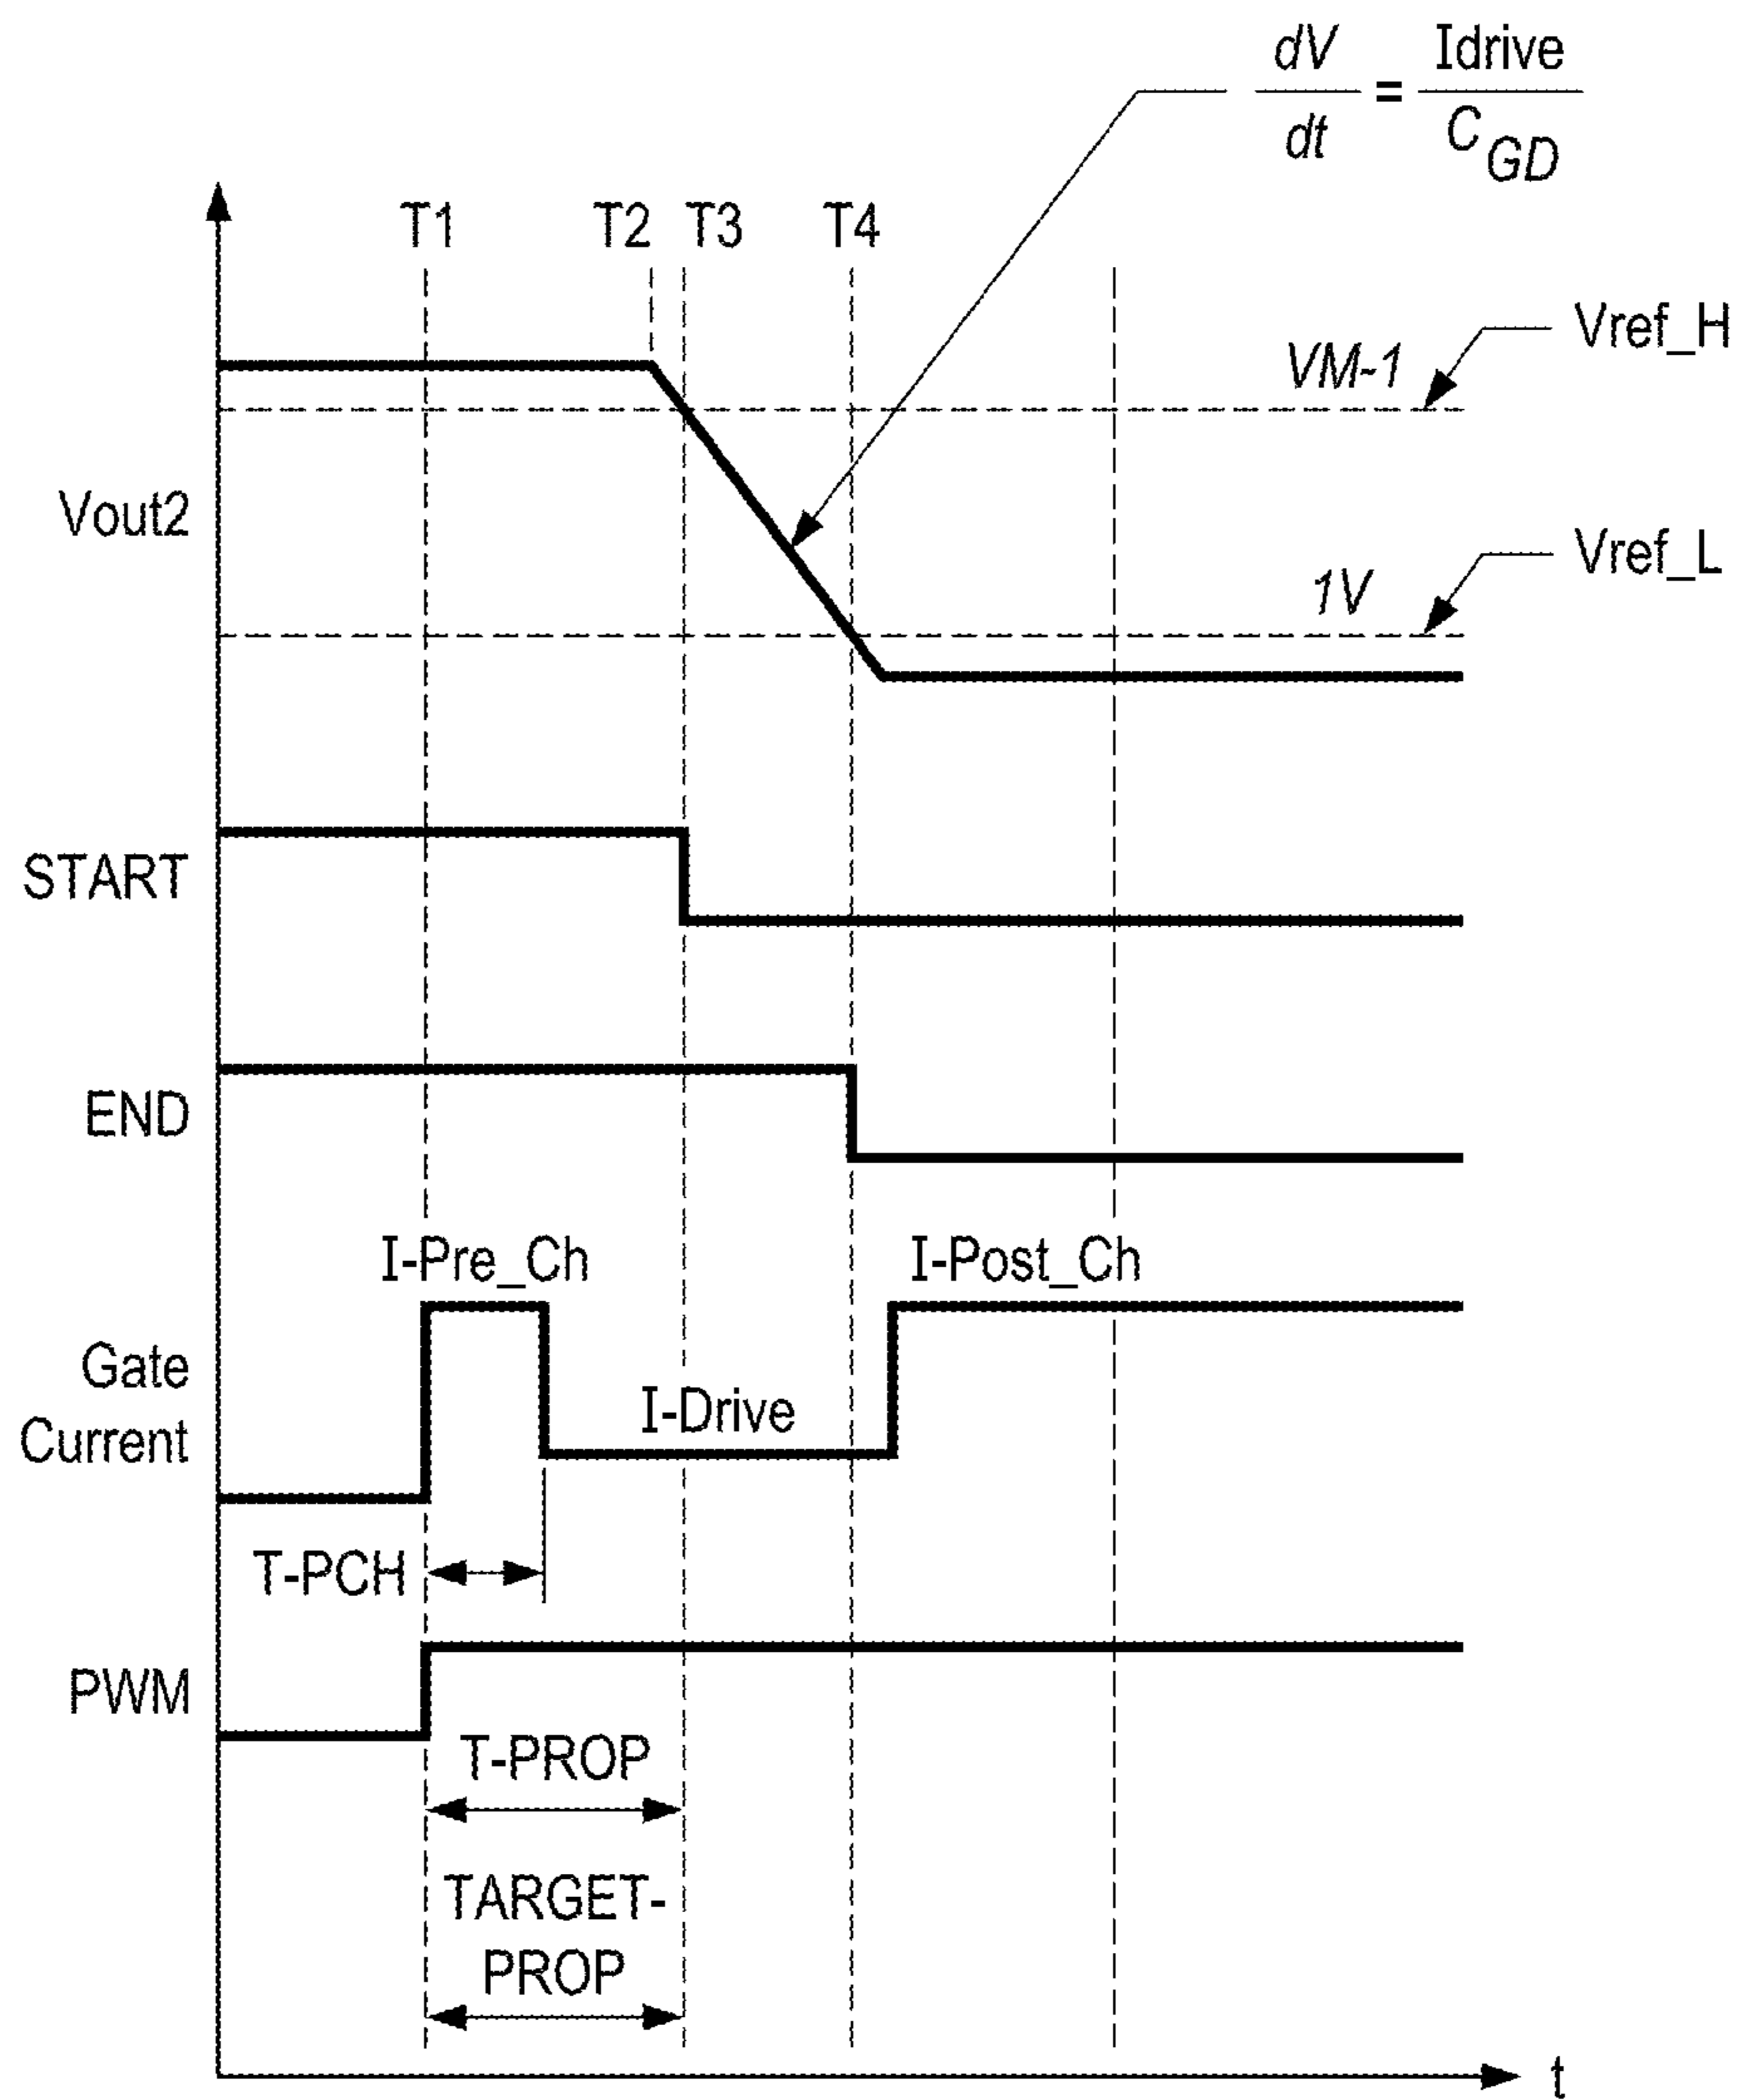 dV/dt = Idrive/C_GD
T1 T2 T3 T4
Vref_H
VM-1
Vout2
Vref_L
1V
START
END
I-Pre_Ch I-Post_Ch
Gate
Current
I-Drive
T-PCH
PWM
T-PROP
TARGET-
PROP
t